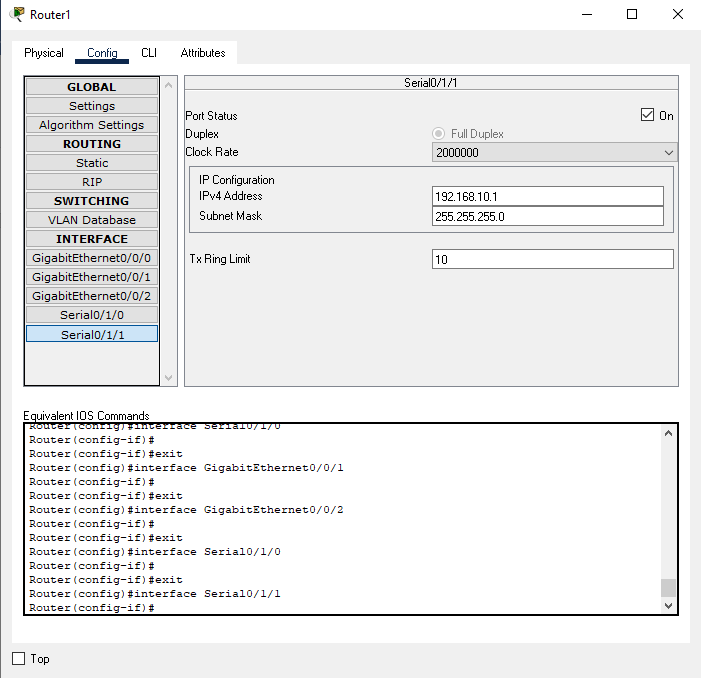 Router1
Physical Config CLI Attributes
GLOBAL
Settings
Algorithm Settings
ROUTING
Static
RIP
SWITCHING
VLAN Database
INTERFACE
GigabitEthernet0/0/0
GigabitEthernet0/0/1
GigabitEthernet0/0/2
Serial0/1/0
Serial0/1/1
Serial0/1/1
Port Status On
Duplex Full Duplex
Clock Rate 2000000
IP Configuration
IPv4 Address 192.168.10.1
Subnet Mask 255.255.255.0
Tx Ring Limit 10
Equivalent IOS Commands
Router(config)#interface Serial0/1/0
Router(config-if)#
Router(config-if)#exit
Router(config)#interface GigabitEthernet0/0/1
Router(config-if)#
Router(config-if)#exit
Router(config)#interface GigabitEthernet0/0/2
Router(config-if)#
Router(config-if)#exit
Router(config)#interface Serial0/1/0
Router(config-if)#
Router(config-if)#exit
Router(config)#interface Serial0/1/1
Router(config-if)#
Top